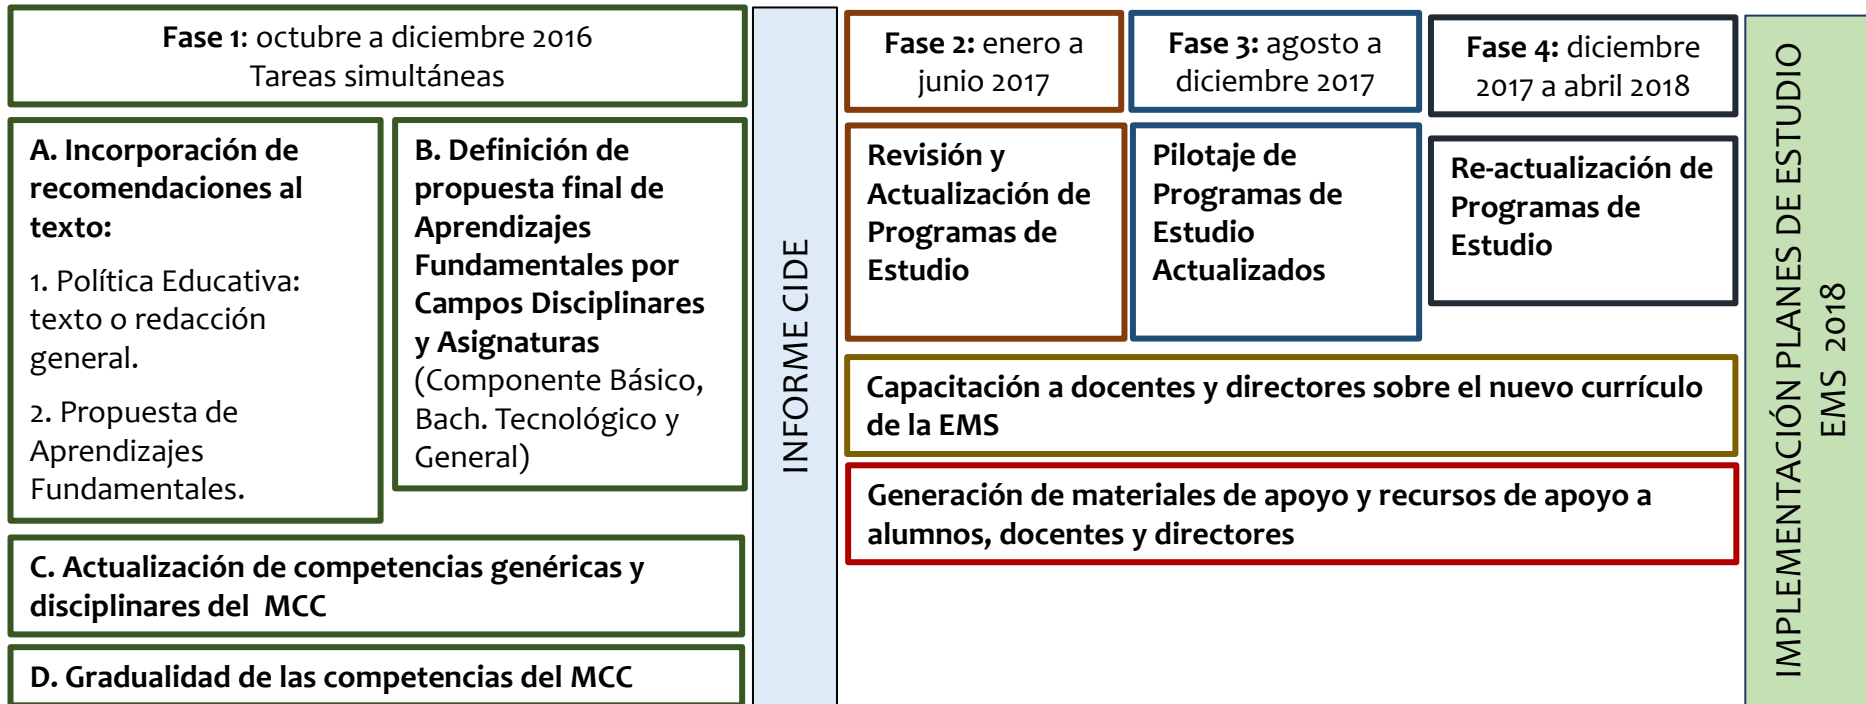 Fase 1: octubre a diciembre 2016
Tareas simultáneas
A. Incorporación de
recomendaciones al
texto:
1. Política Educativa:
texto o redacción
general.
2. Propuesta de
Aprendizajes
Fundamentales.
B. Definición de
propuesta final de
Aprendizajes
Fundamentales por
Campos Disciplinares
y Asignaturas
(Componente Básico,
Bach. Tecnológico y
General)
C. Actualización de competencias genéricas y
disciplinares del MCC
D. Gradualidad de las competencias del MCC
INFORME CIDE
Fase 2: enero a
junio 2017
Revisión y
Actualización de
Programas de
Estudio
Fase 3: agosto a
diciembre 2017
Pilotaje de
Programas de
Estudio
Actualizados
Fase 4: diciembre
2017 a abril 2018
Re-actualización de
Programas de
Estudio
Capacitación a docentes y directores sobre el nuevo currículo
de la EMS
Generación de materiales de apoyo y recursos de apoyo a
alumnos, docentes y directores
IMPLEMENTACIÓN PLANES DE ESTUDIO
EMS 2018